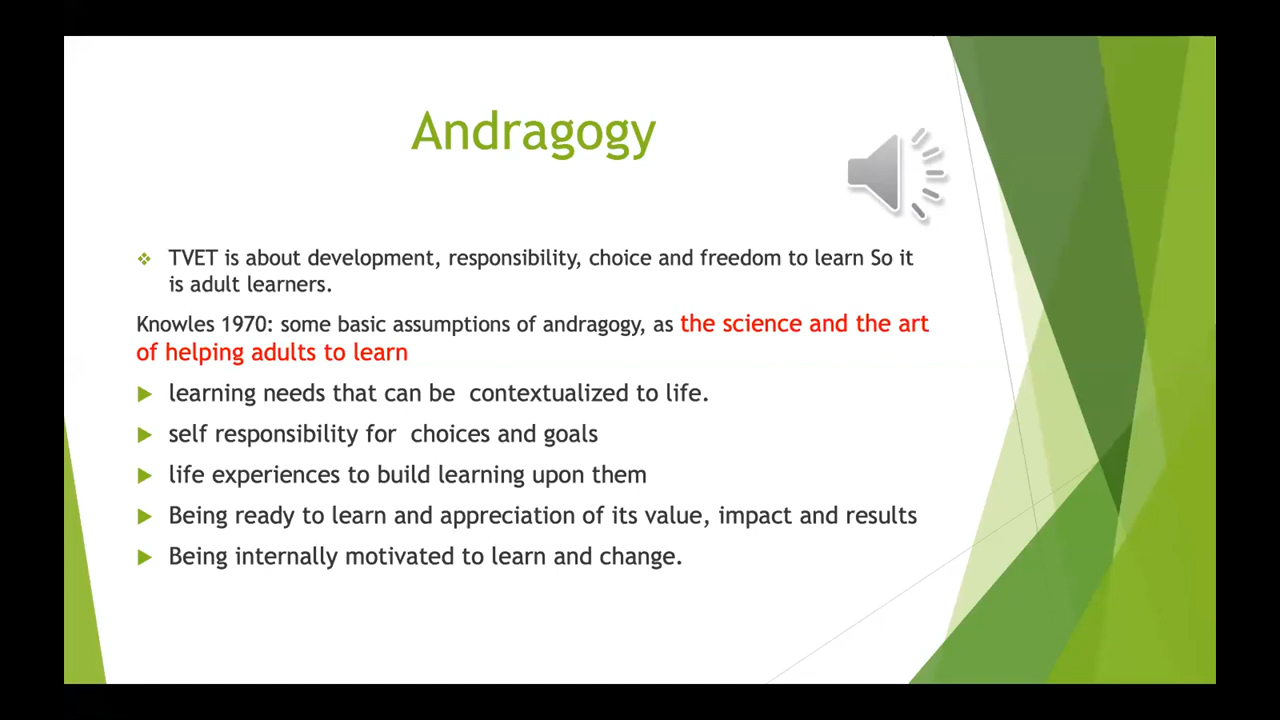 Andragogy
TVET is about development, responsibility, choice and freedom to learn So it
is adult learners.
Knowles 1970: some basic assumptions of andragogy, as the science and the art
of helping adults to learn
learning needs that can be  contextualized to life.
self responsibility for  choices and goals
life experiences to build learning upon them
Being ready to learn and appreciation of its value, impact and results
Being internally motivated to learn and change.